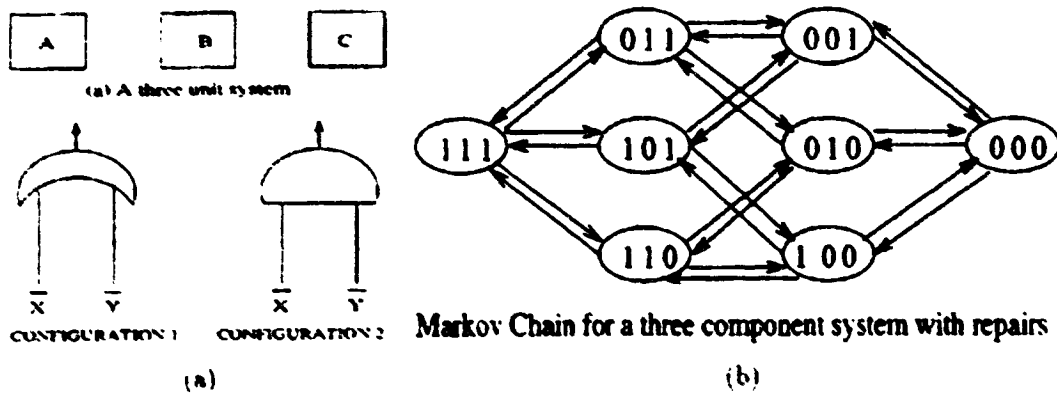 A B C
(a) A three unit system
X Y
X Y
CONFIGURATION 1 CONFIGURATION 2
(a)
011 001
111 101 010 000
110 100
Markov Chain for a three component system with repairs
(b)